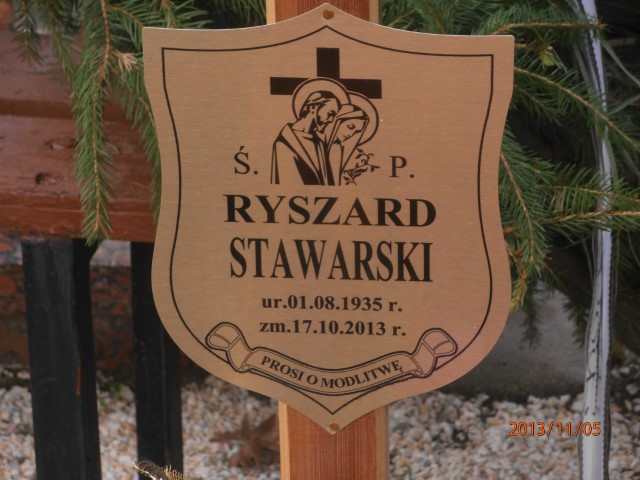 Ś. P.
RYSZARD
STAWARSKI
ur.01.08.1935 r.
zm.17.10.2013 r.
PROSI O MODLITWĘ
2013/11/05